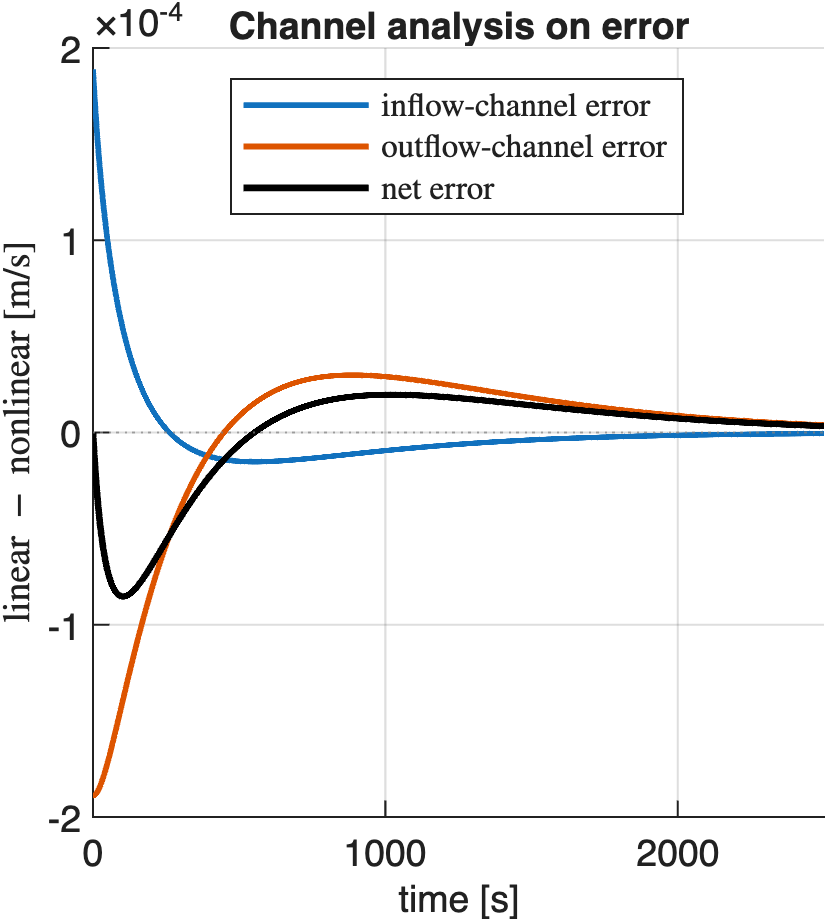 ×10⁻⁴ Channel analysis on error
2
inflow-channel error
outflow-channel error
net error
1
0
-1
-2
linear − nonlinear [m/s]
0 1000 2000
time [s]